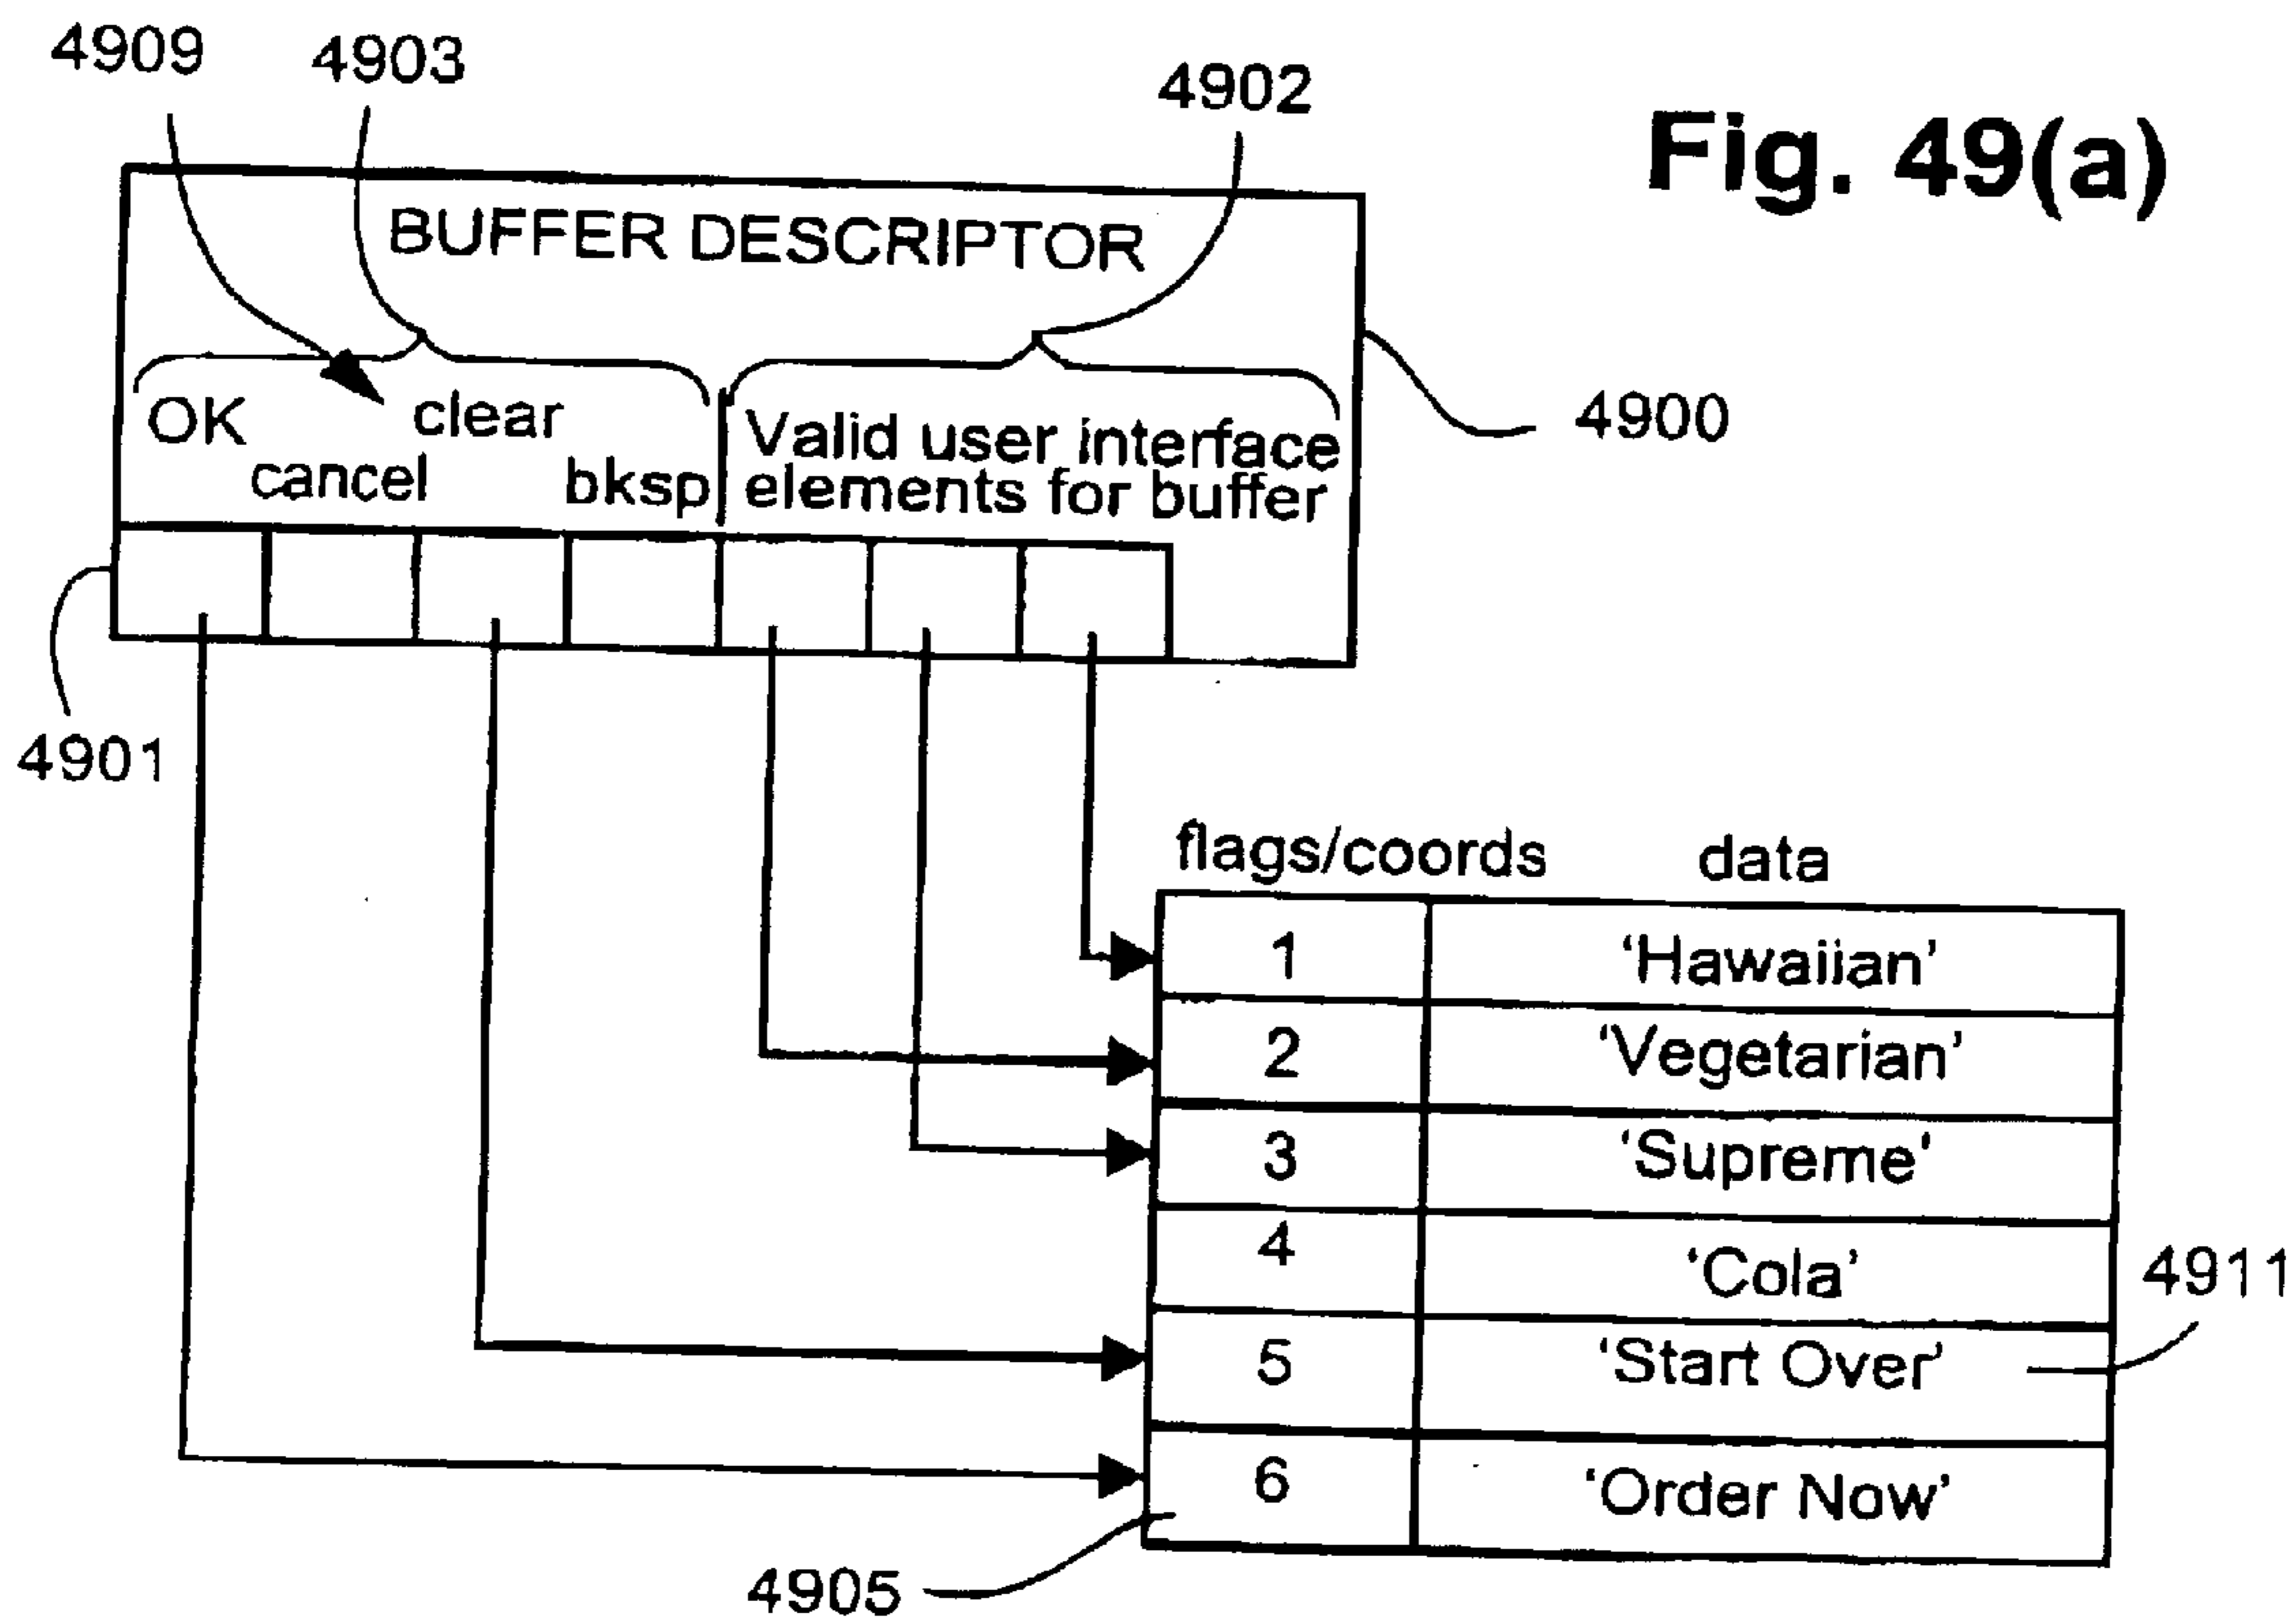 4909
4903
4902
Fig. 49(a)
BUFFER DESCRIPTOR
OK
clear
cancel
bksp
Valid user interface
elements for buffer
4900
4901
flags/coords
data
1
‘Hawaiian’
2
‘Vegetarian’
3
‘Supreme'
4
‘Cola’
5
‘Start Over’
4911
6
‘Order Now’
4905